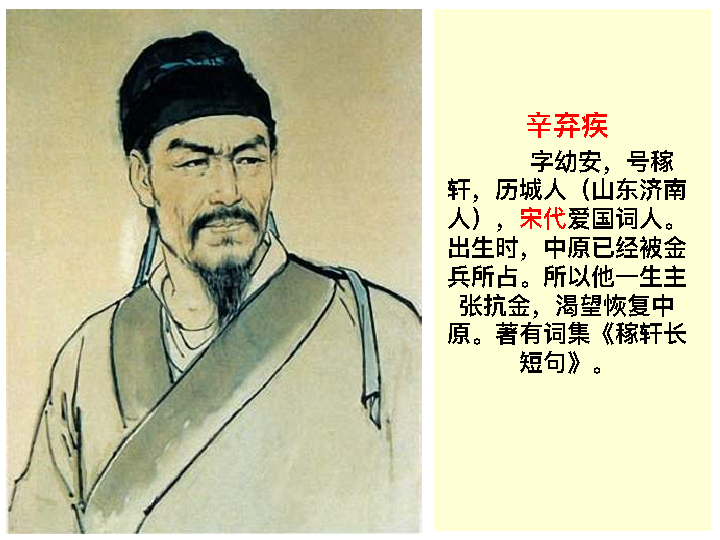 辛弃疾
字幼安，号稼
轩，历城人（山东济南
人），宋代爱国词人。
出生时，中原已经被金
兵所占。所以他一生主
张抗金，渴望恢复中
原。著有词集《稼轩长
短句》。